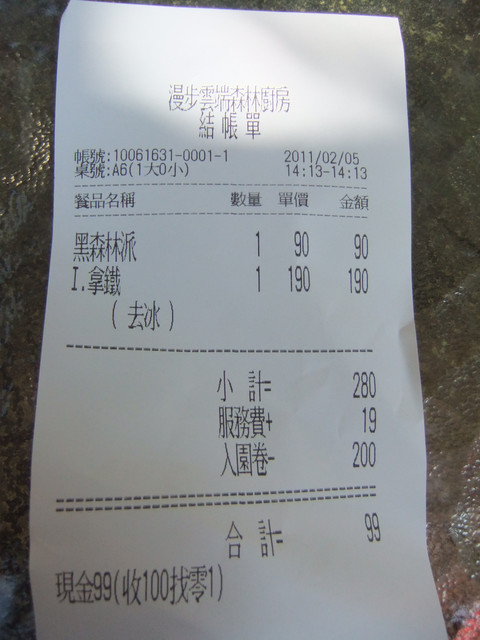 漫步雲端森林廚房
結帳單
帳號:10061631-0001-1 2011/02/05
桌號:A6(1大0小) 14:13-14:13
餐品名稱 數量 單價 金額
黑森林派 1 90 90
I.拿鐵 1 190 190
(去冰)
小計= 280
服務費+ 19
入園卷- 200
合計= 99
現金99(收100找零1)